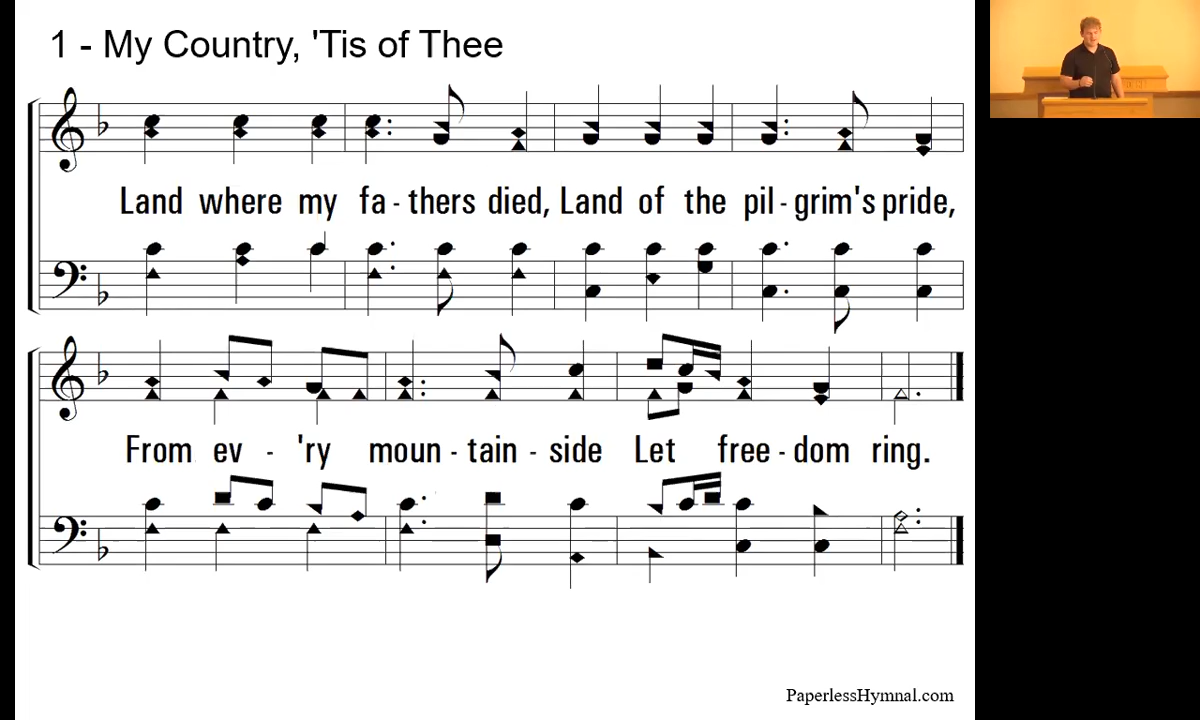 1 - My Country, 'Tis of Thee
Land where my fa - thers died, Land of the pil - grim's pride,
From ev - 'ry moun - tain - side Let free - dom ring.
PaperlessHymnal.com